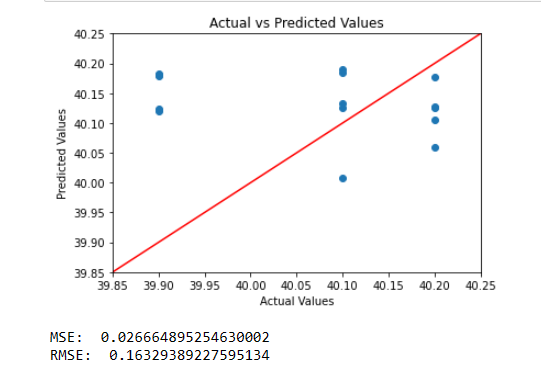 Actual vs Predicted Values
40.25
40.20
40.15
40.10
40.05
40.00
39.95
39.90
39.85
Predicted Values
39.85 39.90 39.95 40.00 40.05 40.10 40.15 40.20 40.25
Actual Values
MSE: 0.026664895254630002
RMSE: 0.16329389227595134